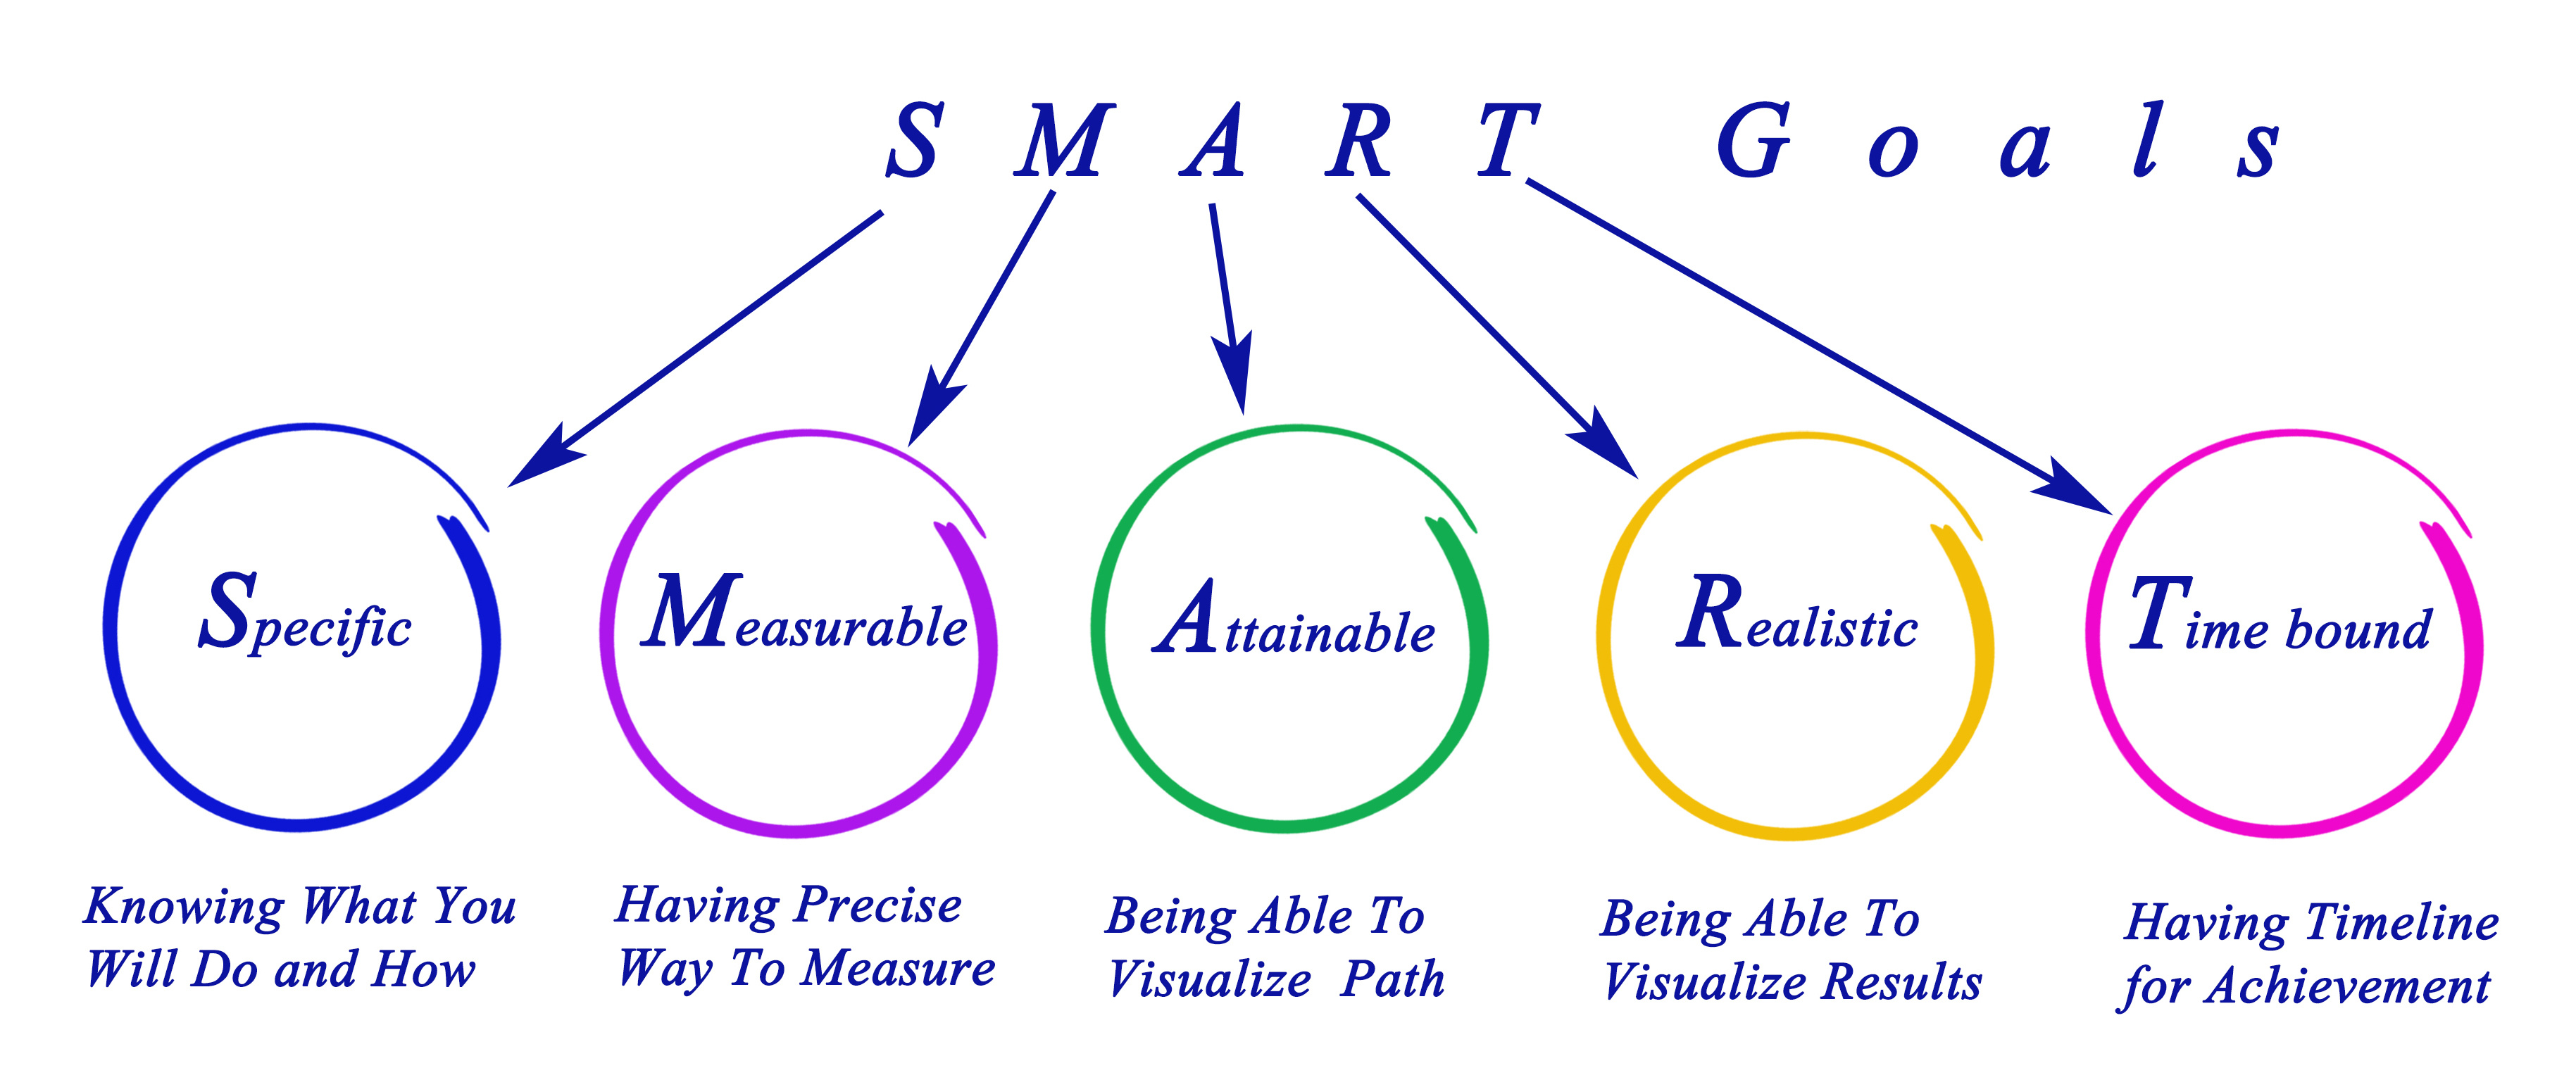 SMART Goals
Specific
Measurable
Attainable
Realistic
Time bound
Knowing What You
Will Do and How
Having Precise
Way To Measure
Being Able To
Visualize Path
Being Able To
Visualize Results
Having Timeline
for Achievement